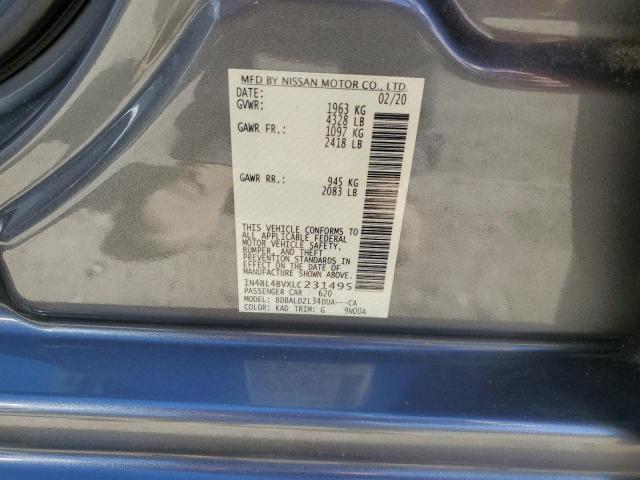 MFD BY NISSAN MOTOR CO., LTD.
DATE: 02/20
GVWR: 1963 KG
4328 LB
GAWR FR.: 1097 KG
2418 LB
GAWR RR.: 945 KG
2083 LB
THIS VEHICLE CONFORMS TO
ALL APPLICABLE FEDERAL
MOTOR VEHICLE SAFETY,
BUMPER, AND THEFT
PREVENTION STANDARDS IN
EFFECT ON THE DATE OF
MANUFACTURE SHOWN ABOVE.
1N4BL4BVXLC231495
PASSENGER CAR 620
MODEL: BDBALDZL34DUA---CA
COLOR: KAD TRIM: G 9N00A